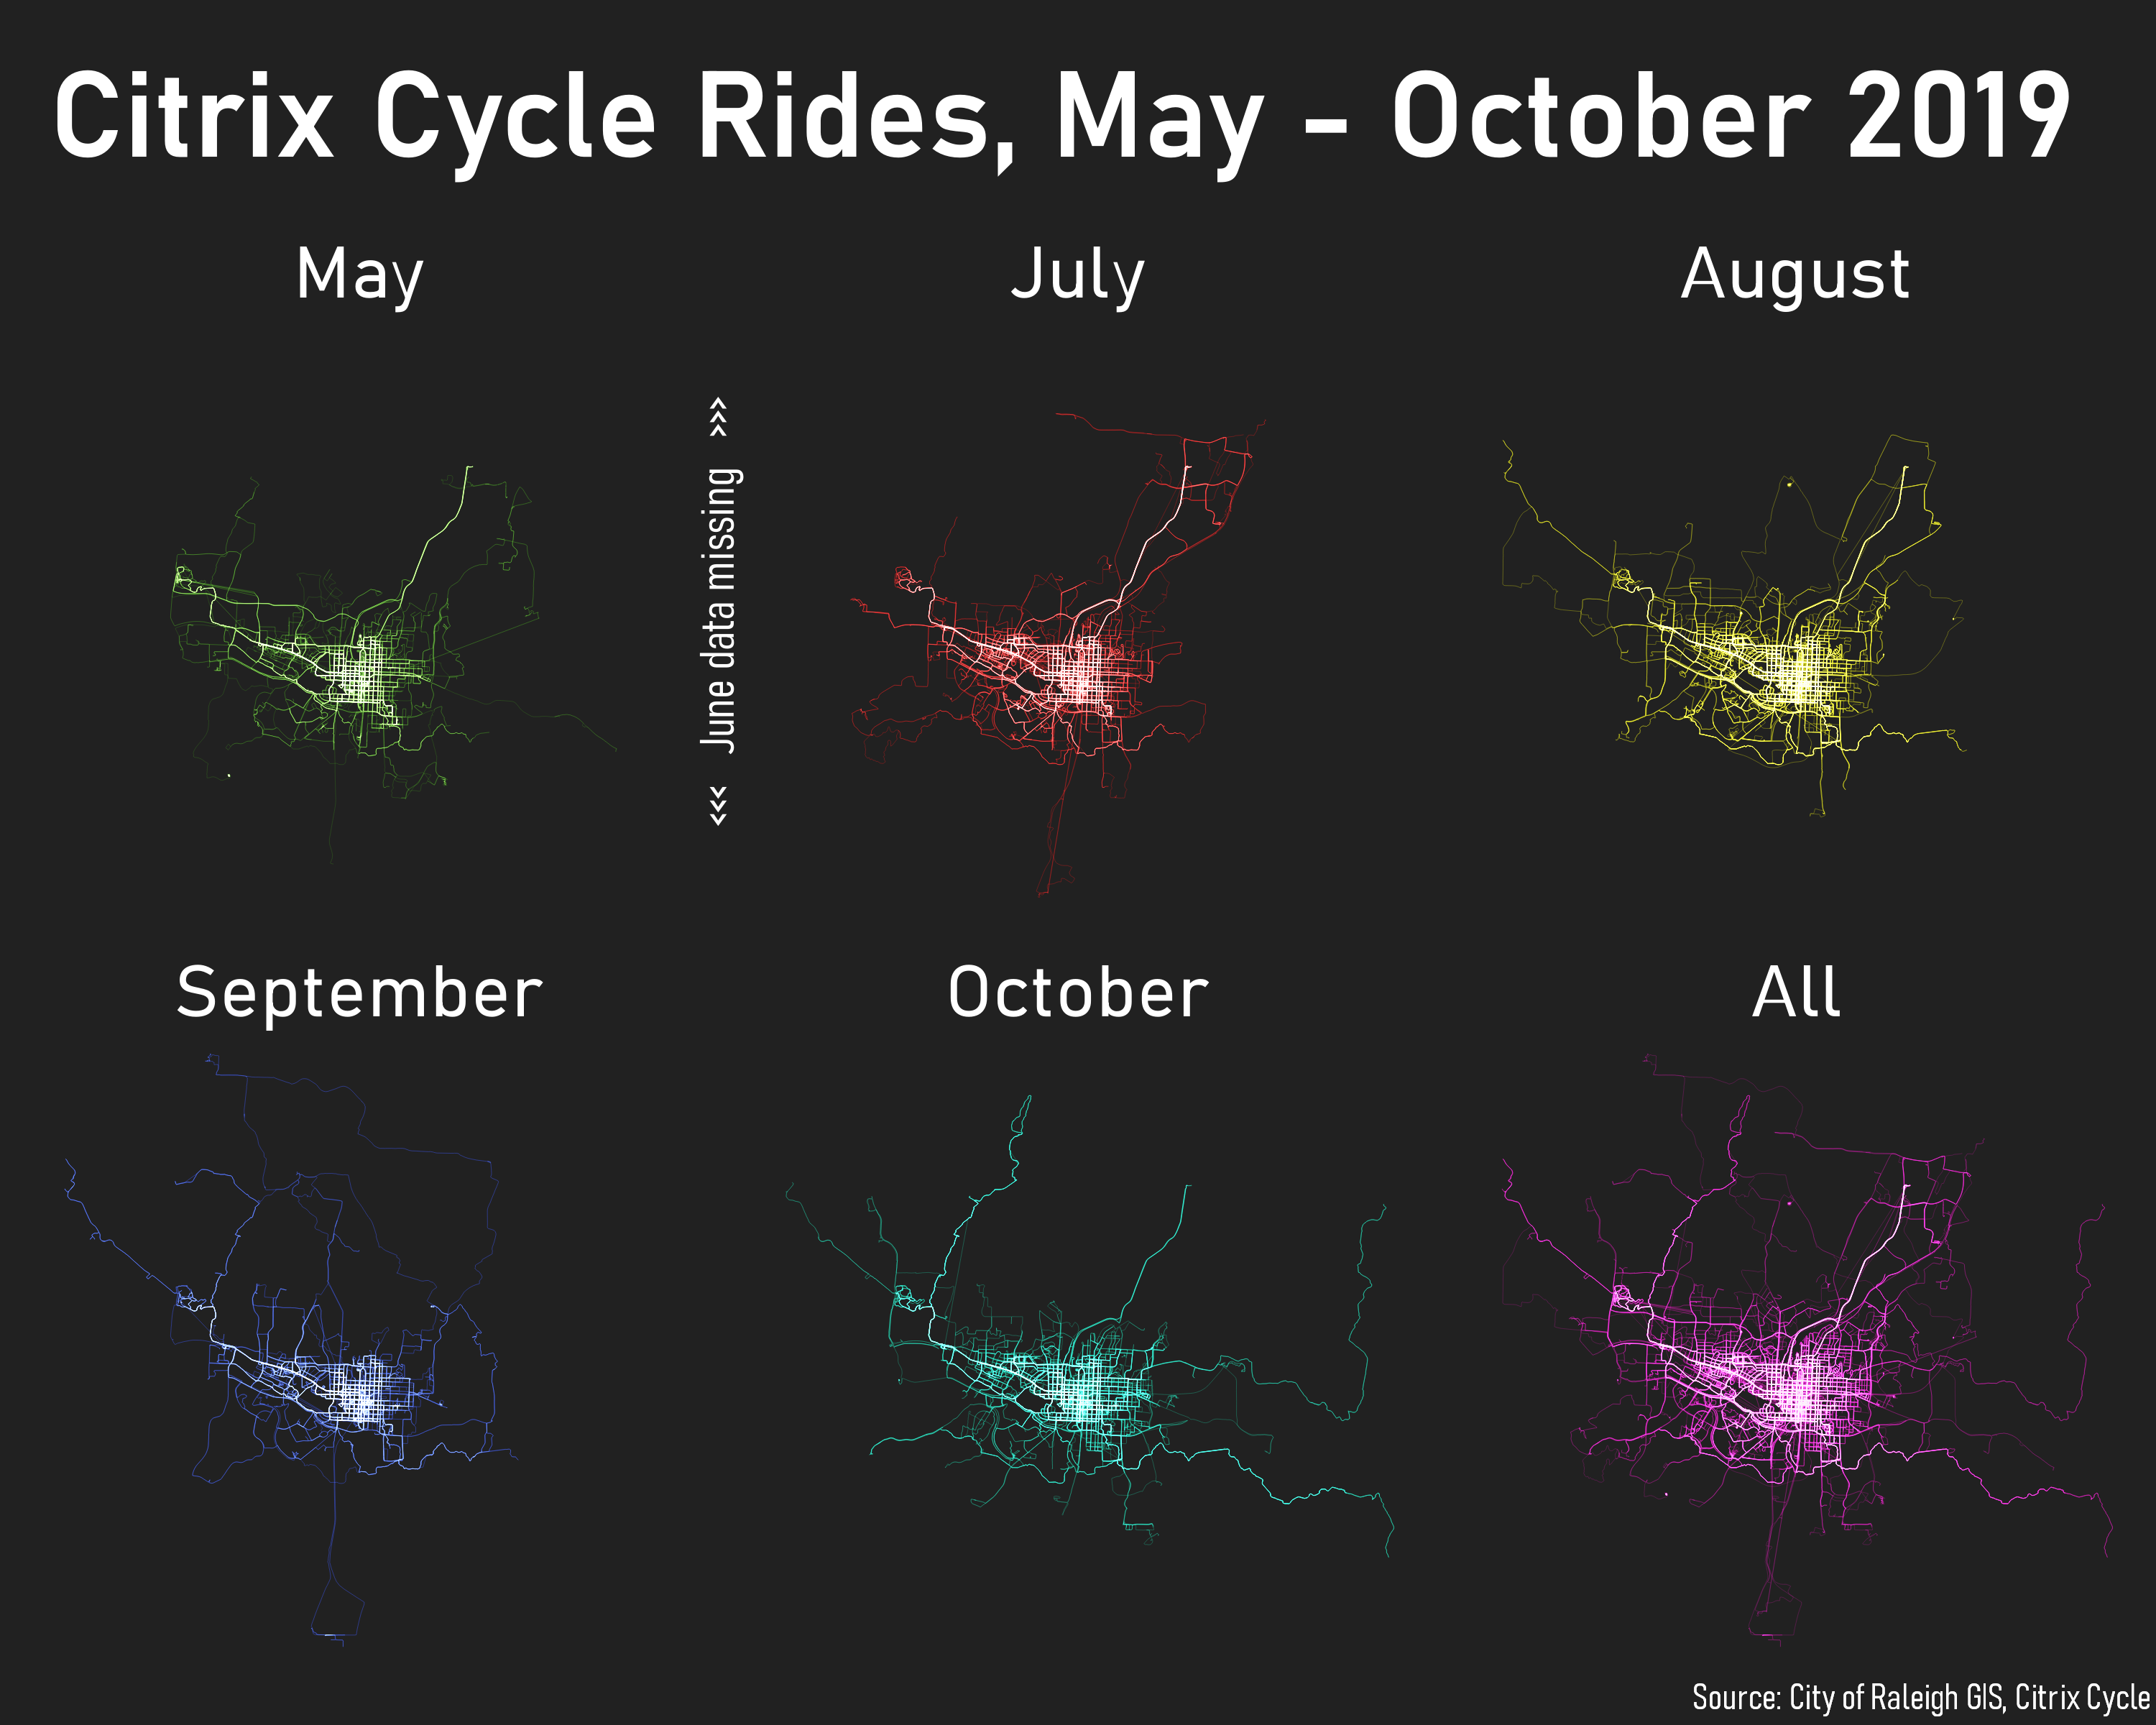 Citrix Cycle Rides, May - October 2019
May
July
August
June data missing
September
October
All
Source: City of Raleigh GIS, Citrix Cycle